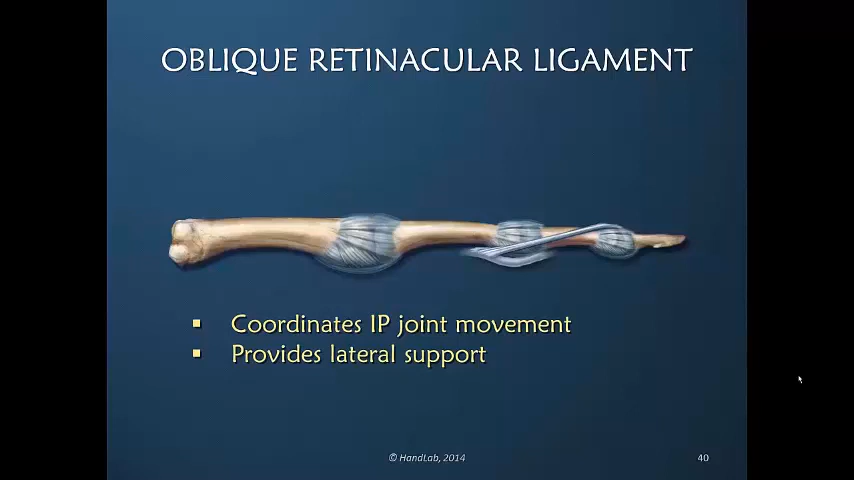 OBLIQUE RETINACULAR LIGAMENT
▪ Coordinates IP joint movement
▪ Provides lateral support
© HandLab, 2014
40